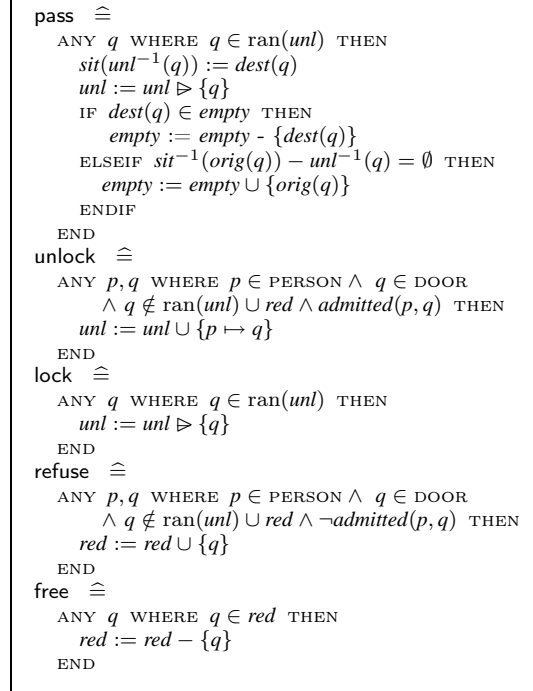 pass ≙
ANY q WHERE q ∈ ran(unl) THEN
sit(unl⁻¹(q)) := dest(q)
unl := unl ⩥ {q}
IF dest(q) ∈ empty THEN
empty := empty - {dest(q)}
ELSEIF sit⁻¹(orig(q)) − unl⁻¹(q) = ∅ THEN
empty := empty ∪ {orig(q)}
ENDIF
END
unlock ≙
ANY p, q WHERE p ∈ PERSON ∧ q ∈ DOOR
∧ q ∉ ran(unl) ∪ red ∧ admitted(p, q) THEN
unl := unl ∪ {p ↦ q}
END
lock ≙
ANY q WHERE q ∈ ran(unl) THEN
unl := unl ⩥ {q}
END
refuse ≙
ANY p, q WHERE p ∈ PERSON ∧ q ∈ DOOR
∧ q ∉ ran(unl) ∪ red ∧ ¬admitted(p, q) THEN
red := red ∪ {q}
END
free ≙
ANY q WHERE q ∈ red THEN
red := red − {q}
END